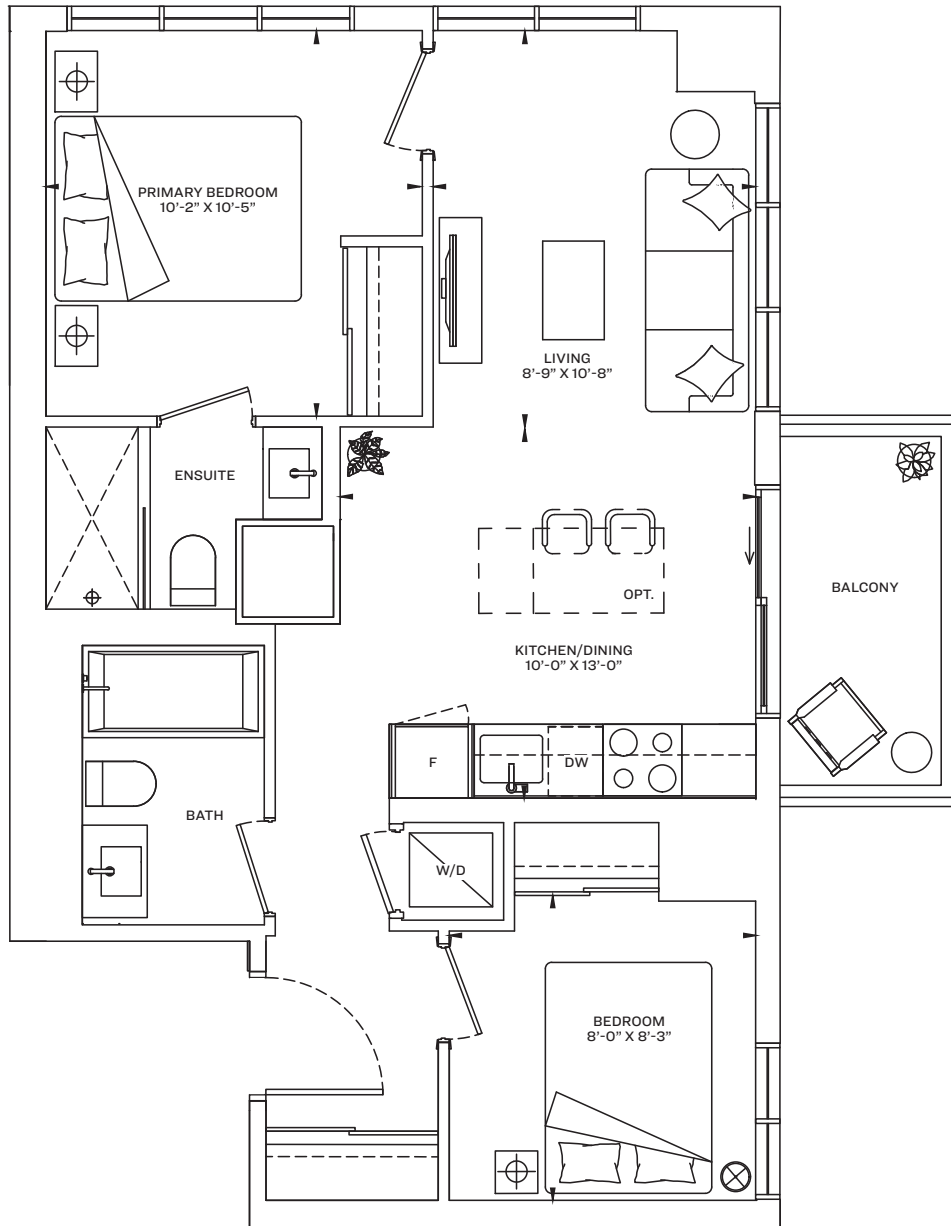 PRIMARY BEDROOM
10'-2" X 10'-5"
LIVING
8'-9" X 10'-8"
ENSUITE
OPT.
BALCONY
KITCHEN/DINING
10'-0" X 13'-0"
F
DW
BATH
W/D
BEDROOM
8'-0" X 8'-3"